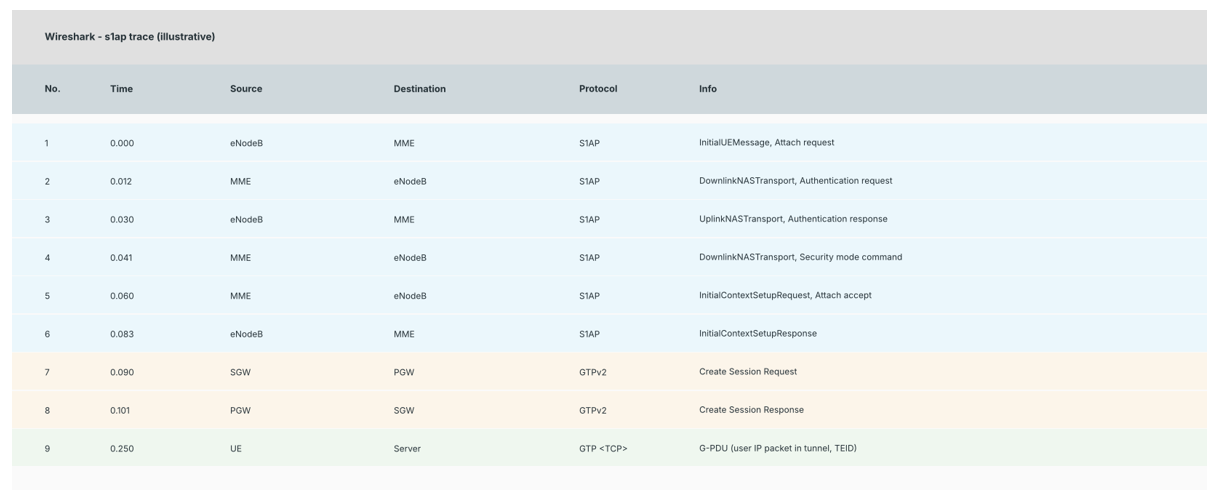 Wireshark - s1ap trace (illustrative)
No. Time Source Destination Protocol Info
1 0.000 eNodeB MME S1AP InitialUEMessage, Attach request
2 0.012 MME eNodeB S1AP DownlinkNASTransport, Authentication request
3 0.030 eNodeB MME S1AP UplinkNASTransport, Authentication response
4 0.041 MME eNodeB S1AP DownlinkNASTransport, Security mode command
5 0.060 MME eNodeB S1AP InitialContextSetupRequest, Attach accept
6 0.083 eNodeB MME S1AP InitialContextSetupResponse
7 0.090 SGW PGW GTPv2 Create Session Request
8 0.101 PGW SGW GTPv2 Create Session Response
9 0.250 UE Server GTP <TCP> G-PDU (user IP packet in tunnel, TEID)